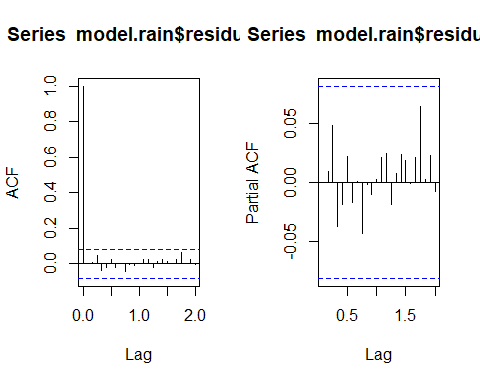 Series model.rain$residu
Series model.rain$residu
ACF
0.0 0.2 0.4 0.6 0.8 1.0
0.0 1.0 2.0
Lag
Partial ACF
-0.05 0.00 0.05
0.5 1.5
Lag